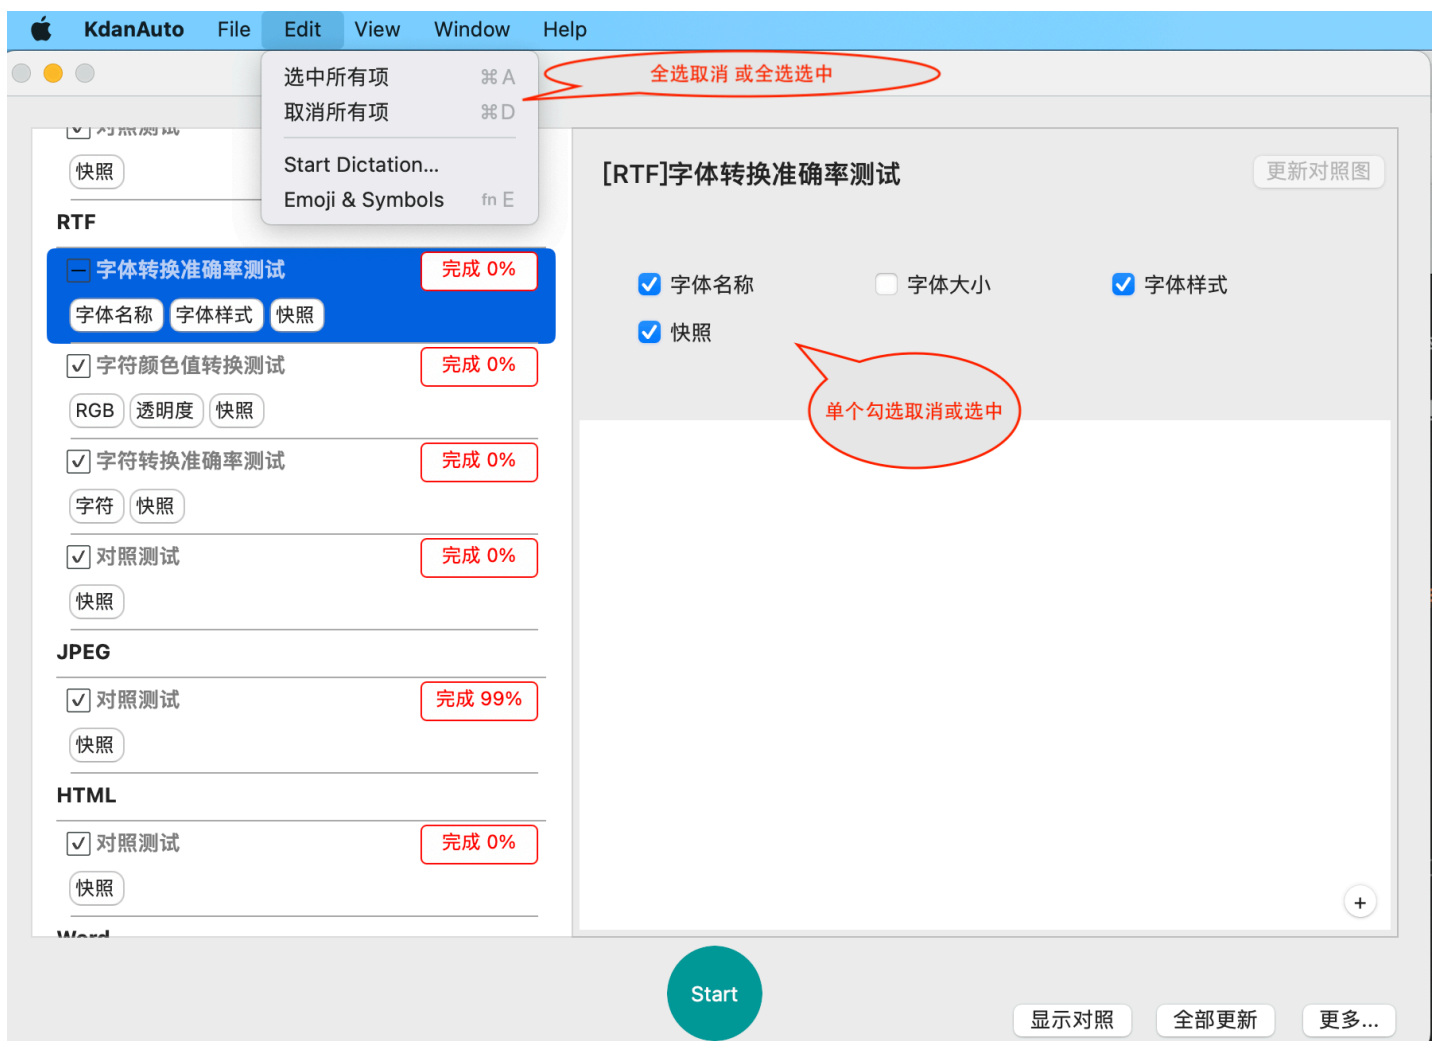 KdanAuto File Edit View Window Help
选中所有项 ⌘A
取消所有项 ⌘D
Start Dictation...
Emoji & Symbols fn E
全选取消 或全选选中
对照测试
快照
RTF
字体转换准确率测试 完成 0%
字体名称 字体样式 快照
字符颜色值转换测试 完成 0%
RGB 透明度 快照
字符转换准确率测试 完成 0%
字符 快照
对照测试 完成 0%
快照
JPEG
对照测试 完成 99%
快照
HTML
对照测试 完成 0%
快照
Word
[RTF]字体转换准确率测试 更新对照图
字体名称 字体大小 字体样式
快照
单个勾选取消或选中
+
Start
显示对照 全部更新 更多...